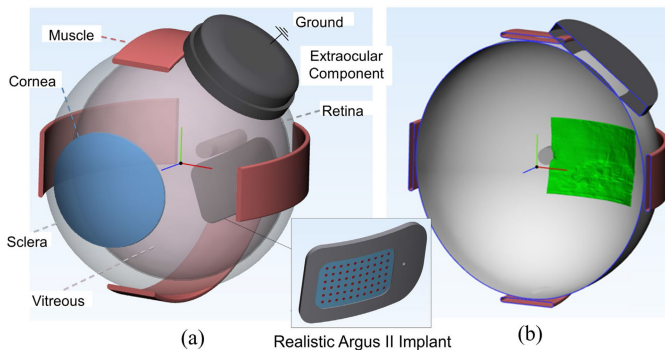 Ground
Muscle
Extraocular
Component
Cornea
Retina
Sclera
Vitreous
(a)
(b)
Realistic Argus II Implant